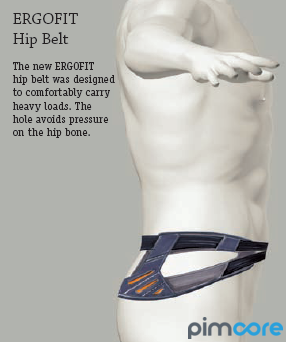 ERGOFIT
Hip Belt
The new ERGOFIT
hip belt was designed
to comfortably carry
heavy loads. The
hole avoids pressure
on the hip bone.
pimcore